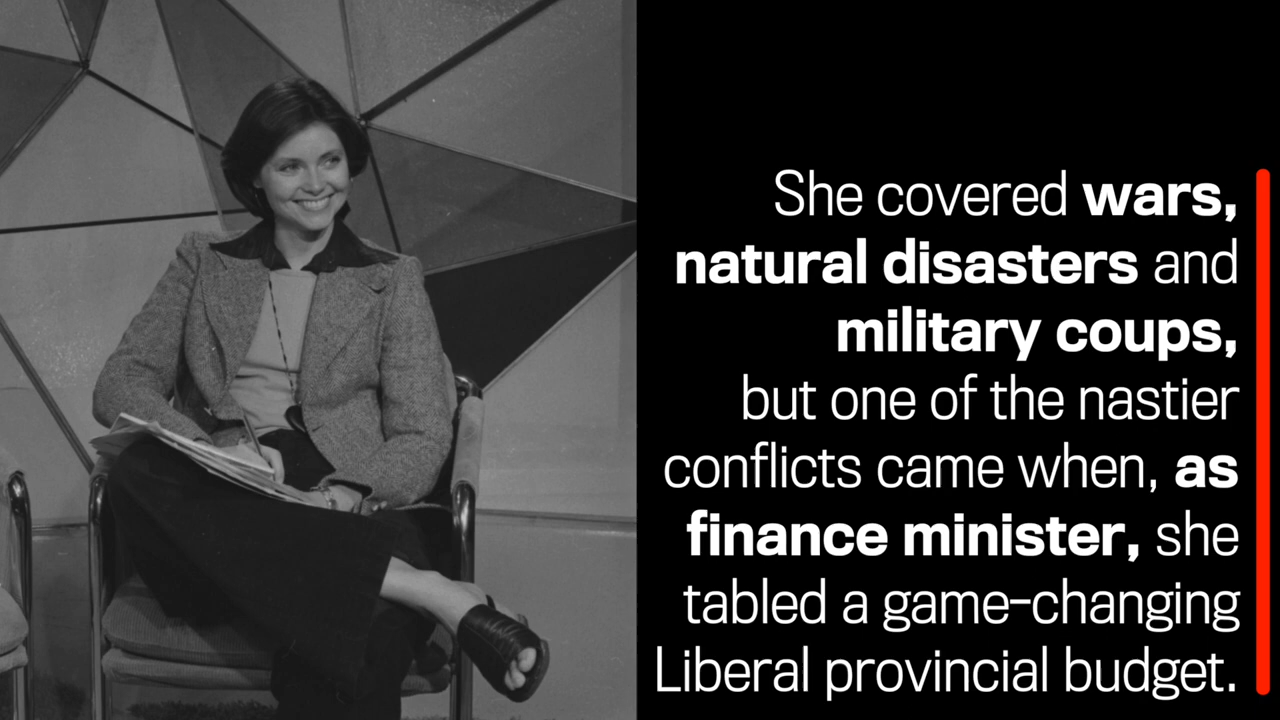 She covered wars,
natural disasters and
military coups,
but one of the nastier
conflicts came when, as
finance minister, she
tabled a game-changing
Liberal provincial budget.